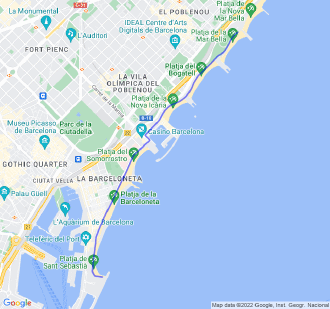 Platja de
la Nova
Mar Bella
La Monumental
EL POBLENOU
IDEAL Centre d'Arts
Digitals de Barcelona
Platja de la
Mar Bella
L'Auditori
FORT PIENC
Platja del
Bogatell
LA VILA
OLÍMPICA DEL
POBLENOU
Platja de la
Nova Icària
B-10
Parc de la
Ciutadella
Museu Picasso
de Barcelona
Casino Barcelona
GOTHIC QUARTER
Platja del
Somorrostro
CIUTAT VELLA
LA BARCELONETA
Palau Güell
Platja de la
Barceloneta
L'Aquàrium de Barcelona
Telefèric del Port
Platja de
Sant Sebastià
Google
Map data ©2022 Google, Inst. Geogr. Nacional